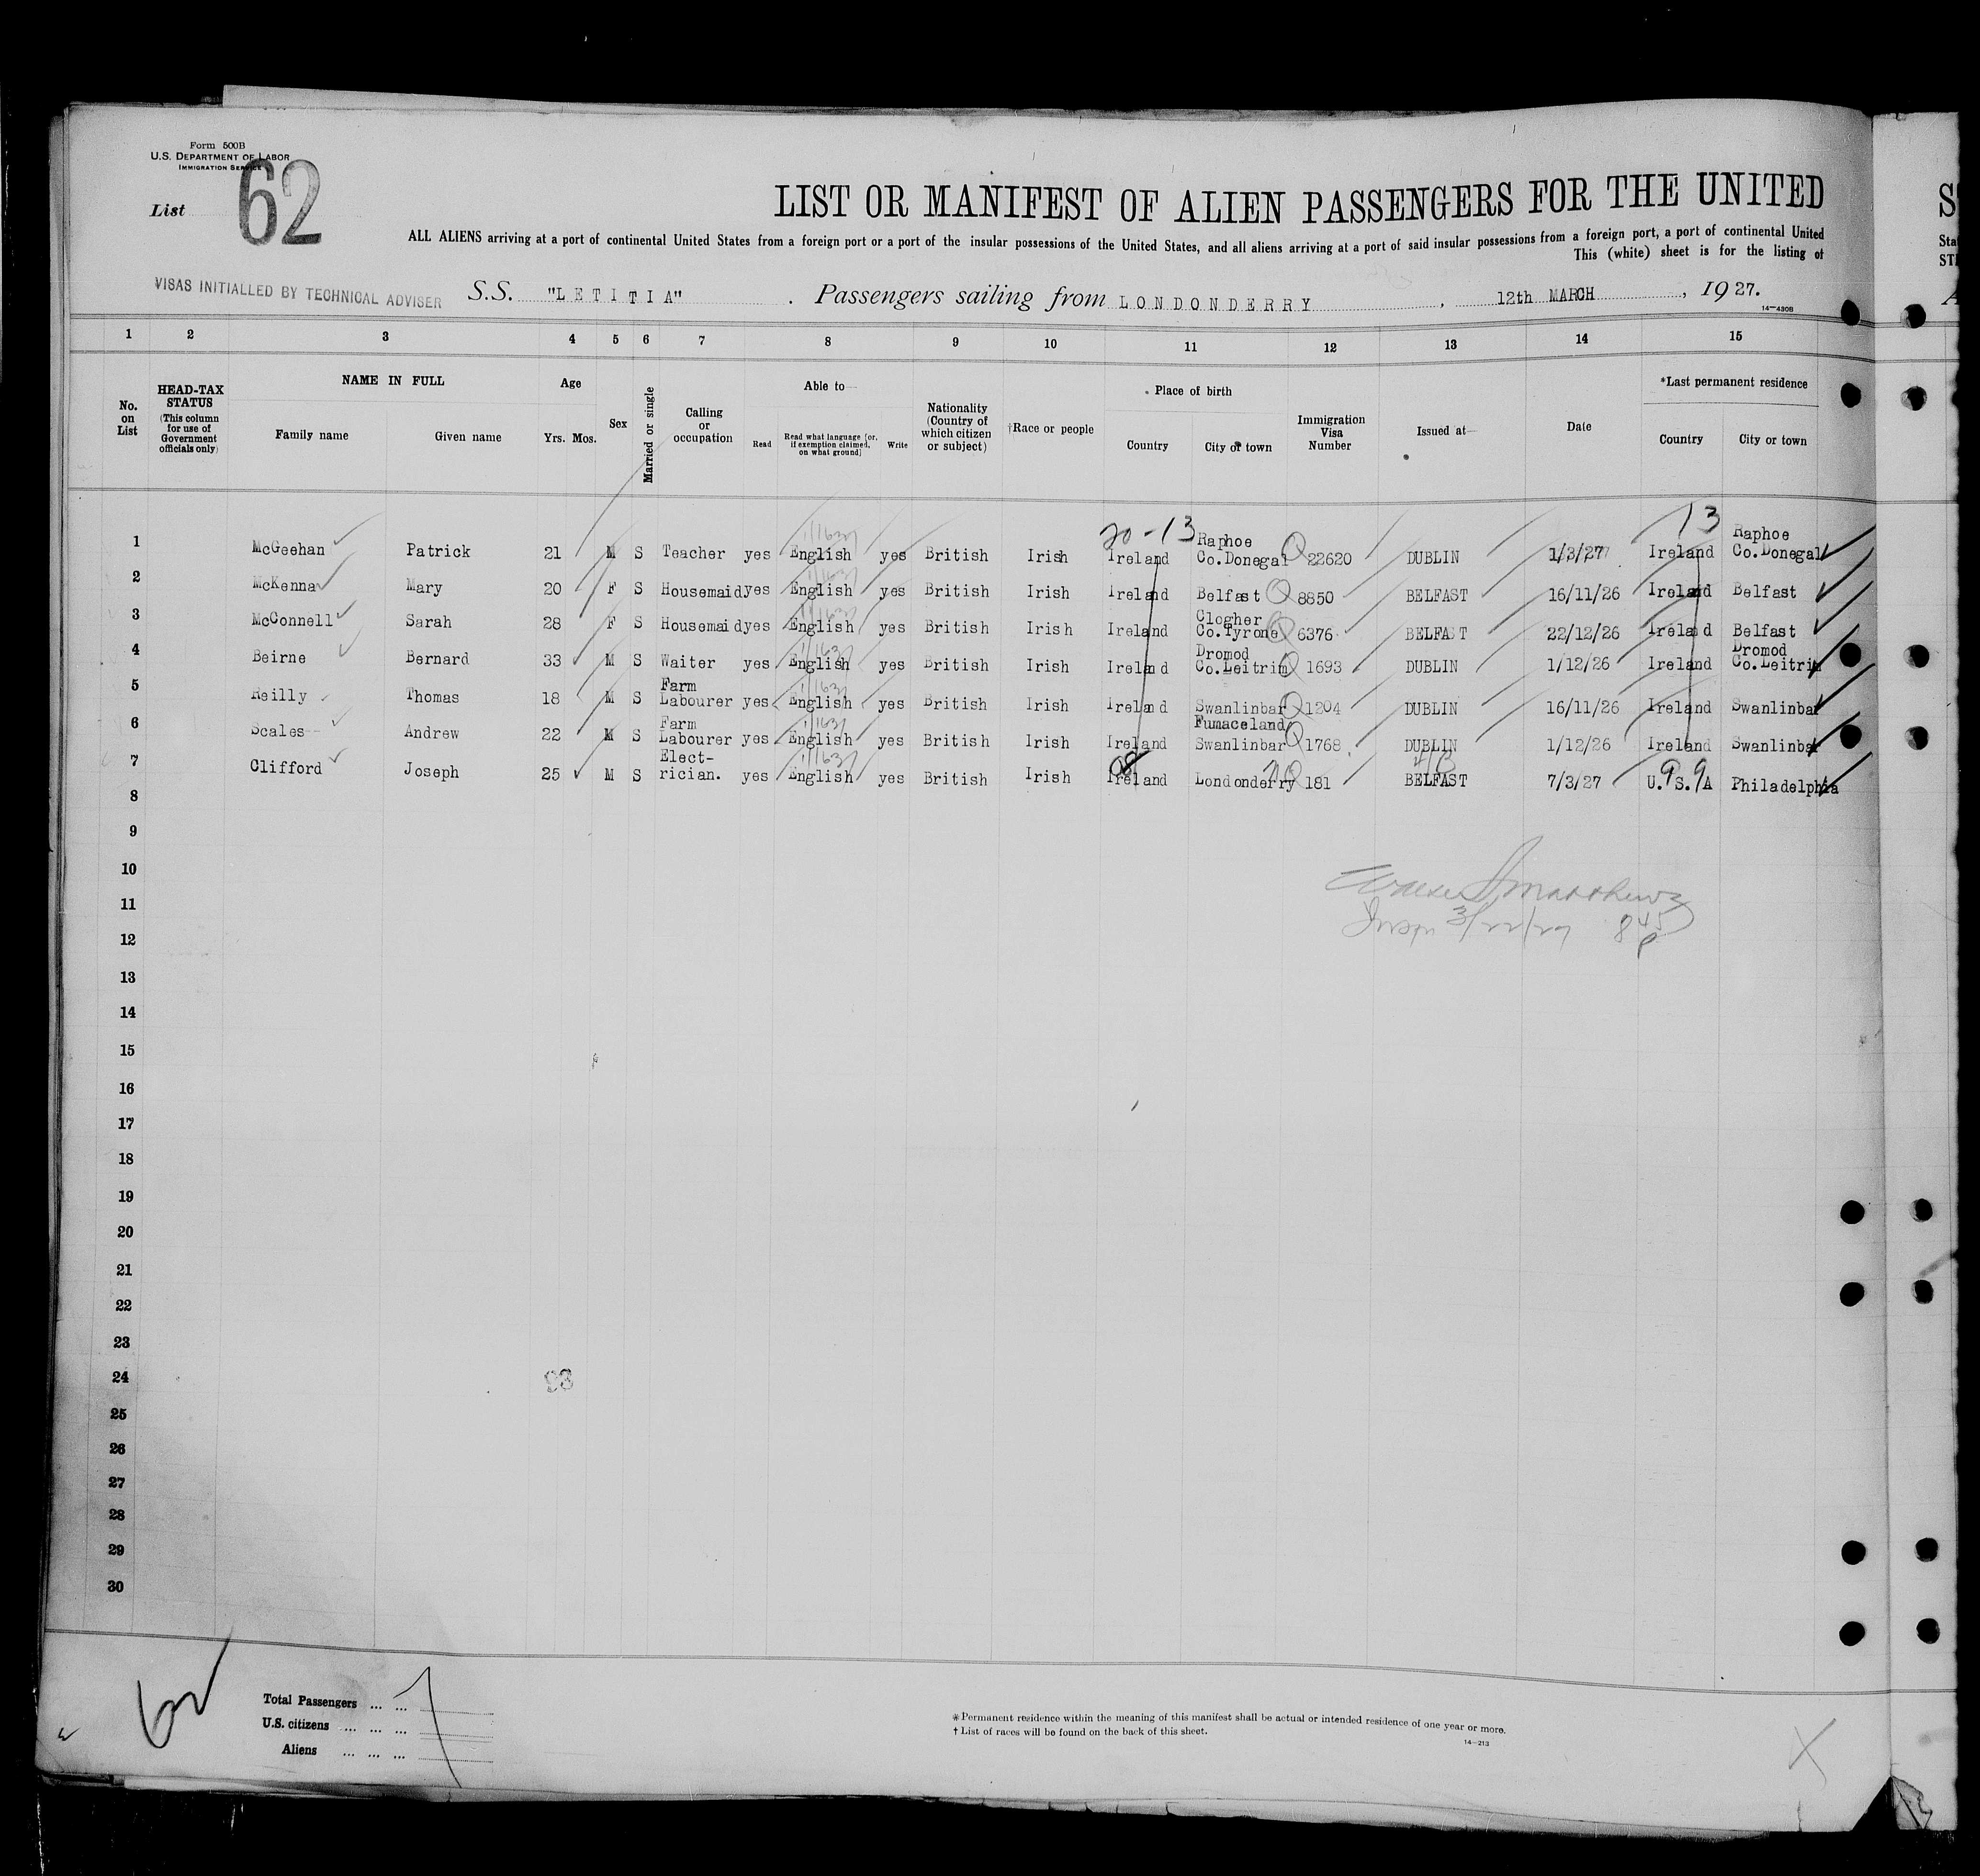 Form 500B
U.S. DEPARTMENT OF LABOR
IMMIGRATION SERVICE
List 62
LIST OR MANIFEST OF ALIEN PASSENGERS FOR THE UNITED
ALL ALIENS arriving at a port of continental United States from a foreign port or a port of the insular possessions of the United States, and all aliens arriving at a port of said insular possessions from a foreign port, a port of continental United
This (white) sheet is for the listing of
VISAS INITIALLED BY TECHNICAL ADVISER
S.S. "LETITIA" . Passengers sailing from LONDONDERRY , 12th MARCH , 1927.
14—430B
1 2 3 4 5 6 7 8 9 10 11 12 13 14 15
No. on List
HEAD-TAX STATUS (This column for use of Government officials only)
NAME IN FULL
Family name Given name
Age
Yrs. Mos.
Sex
Married or single
Calling or occupation
Able to
Read Read what language [or, if exemption claimed, on what ground] Write
Nationality (Country of which citizen or subject)
†Race or people
Place of birth
Country City or town
Immigration Visa Number
Issued at
Date
*Last permanent residence
Country City or town
20-13 13
1 McGeehan Patrick 21 M S Teacher yes English yes British Irish Ireland Raphoe Co.Donegal Q 22620 DUBLIN 1/3/27 Ireland Raphoe Co.Donegal
2 McKenna Mary 20 F S Housemaid yes English yes British Irish Ireland Belfast Q 8850 BELFAST 16/11/26 Ireland Belfast
3 McConnell Sarah 28 F S Housemaid yes English yes British Irish Ireland Clogher Co.Tyrone Q 6376 BELFAST 22/12/26 Ireland Belfast
4 Beirne Bernard 33 M S Waiter yes English yes British Irish Ireland Dromod Co.Leitrim Q 1693 DUBLIN 1/12/26 Ireland Dromod Co.Leitrim
5 Reilly Thomas 18 M S Farm Labourer yes English yes British Irish Ireland Swanlinbar Q 1204 DUBLIN 16/11/26 Ireland Swanlinbar
6 Scales Andrew 22 M S Farm Labourer yes English yes British Irish Ireland Fumaceland Swanlinbar Q 1768 DUBLIN 1/12/26 Ireland Swanlinbar
7 Clifford Joseph 25 M S Elect-rician. yes English yes British Irish Ireland Londonderry 181 BELFAST 7/3/27 U.S.A Philadelphia
8
9
10
11
12
13
14
15
16
17
18
19
20
21
22
23
24
93
25
26
27
28
29
30
Matthews
Insp 3/22/27 845 P
62
Total Passengers ... ... 7
U.S. citizens ... ... ...
Aliens ... ... ...
*Permanent residence within the meaning of this manifest shall be actual or intended residence of one year or more.
†List of races will be found on the back of this sheet.
14—213